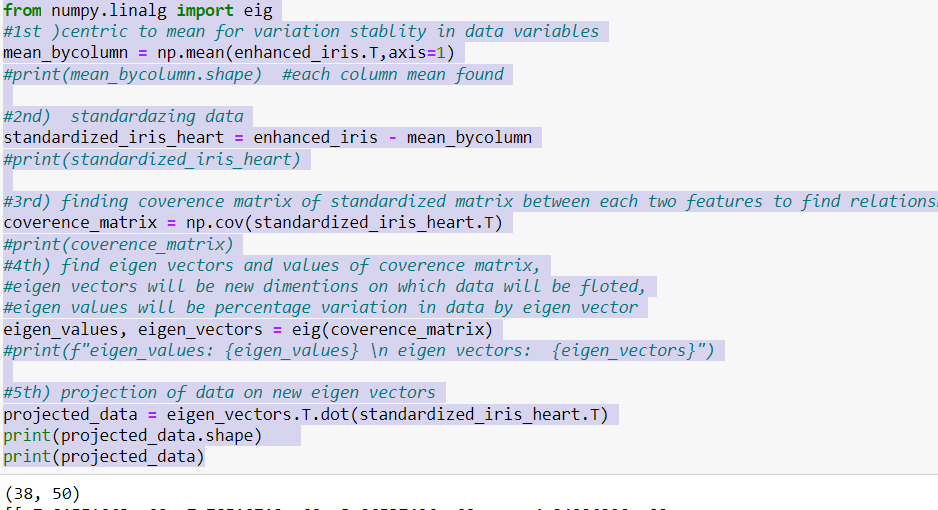 from numpy.linalg import eig
#1st )centric to mean for variation stablity in data variables
mean_bycolumn = np.mean(enhanced_iris.T,axis=1)
#print(mean_bycolumn.shape)  #each column mean found
#2nd)  standardazing data
standardized_iris_heart = enhanced_iris - mean_bycolumn
#print(standardized_iris_heart)
#3rd) finding coverence matrix of standardized matrix between each two features to find
coverence_matrix = np.cov(standardized_iris_heart.T)
#print(coverence_matrix)
#4th) find eigen vectors and values of coverence matrix,
#eigen vectors will be new dimentions on which data will be floted,
#eigen values will be percentage variation in data by eigen vector
eigen_values, eigen_vectors = eig(coverence_matrix)
#print(f"eigen_values: {eigen_values} \n eigen vectors:  {eigen_vectors}")
#5th) projection of data on new eigen vectors
projected_data = eigen_vectors.T.dot(standardized_iris_heart.T)
print(projected_data.shape)
print(projected_data)
(38, 50)